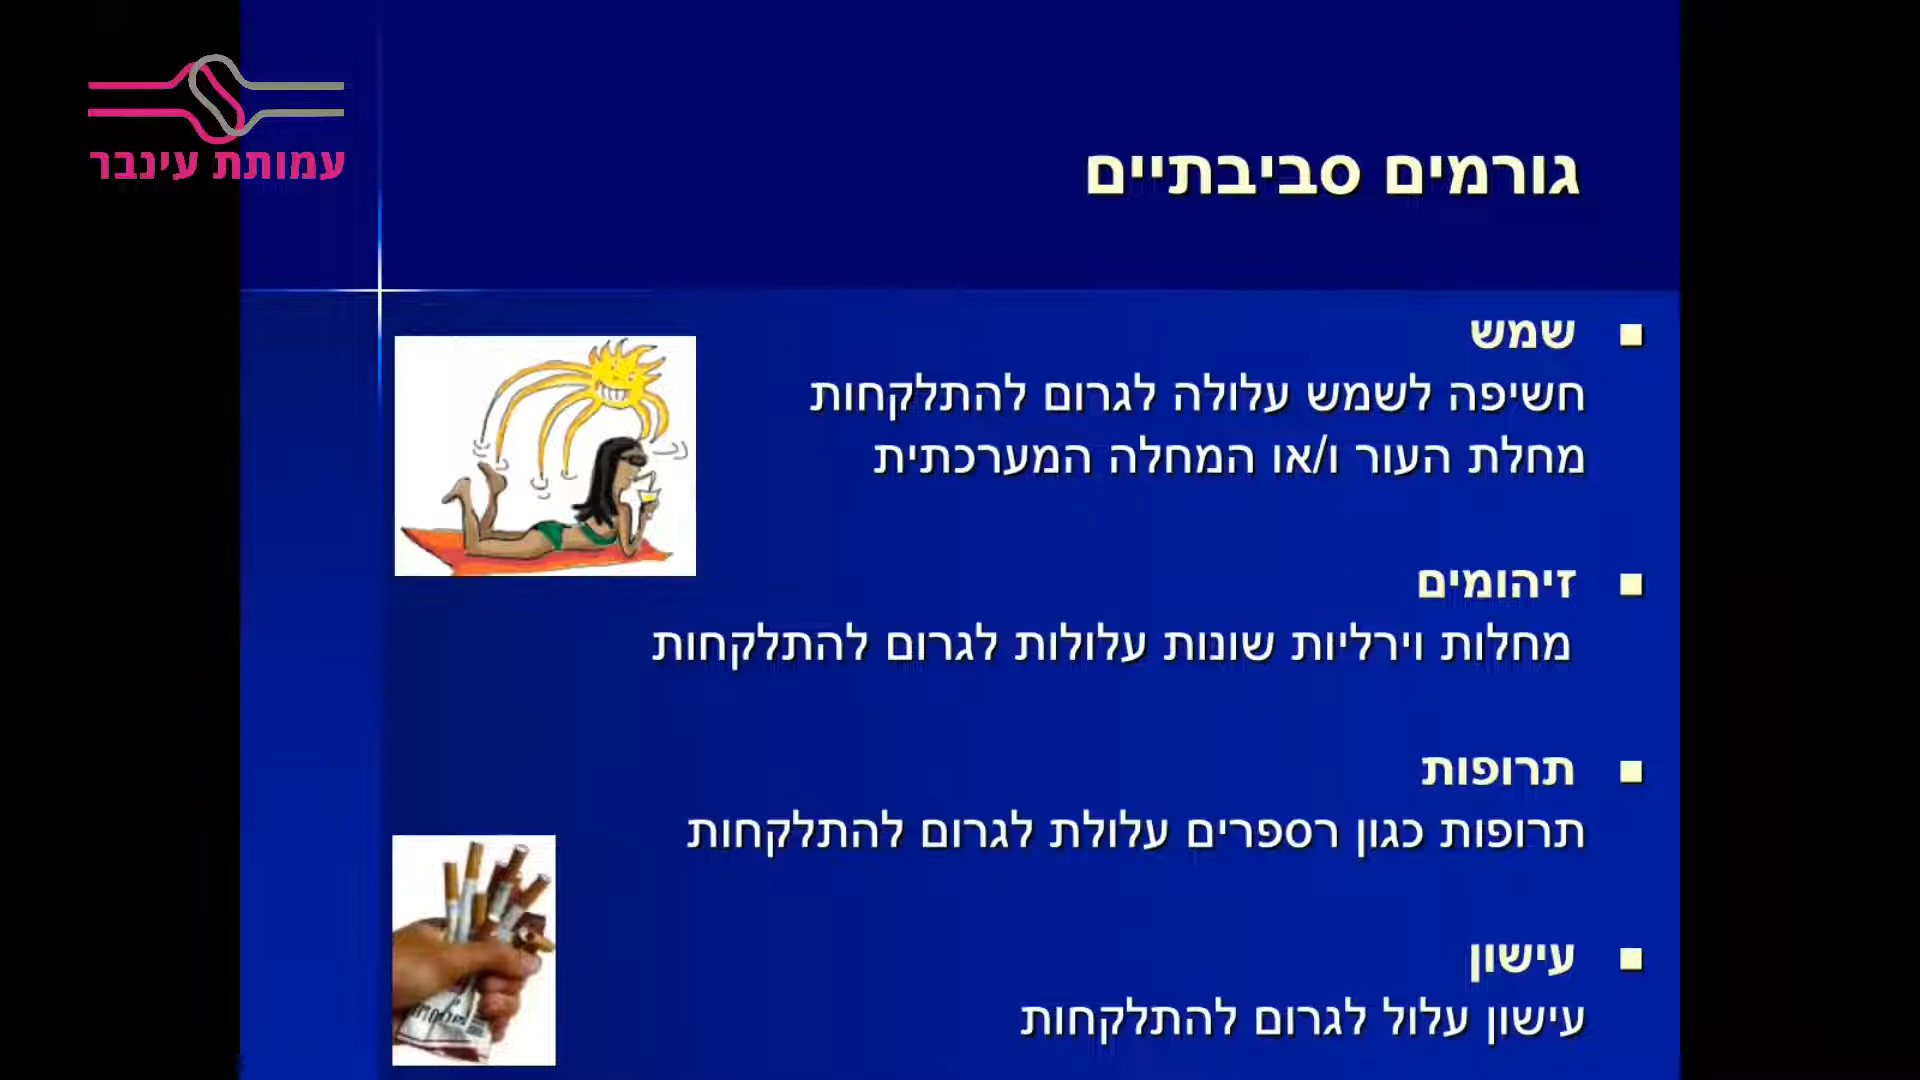 עמותת עינבר
גורמים סביבתיים
שמש
חשיפה לשמש עלולה לגרום להתלקחות
מחלת העור ו/או המחלה המערכתית
זיהומים
מחלות וירליות שונות עלולות לגרום להתלקחות
תרופות
תרופות כגון רספרים עלולת לגרום להתלקחות
עישון
עישון עלול לגרום להתלקחות